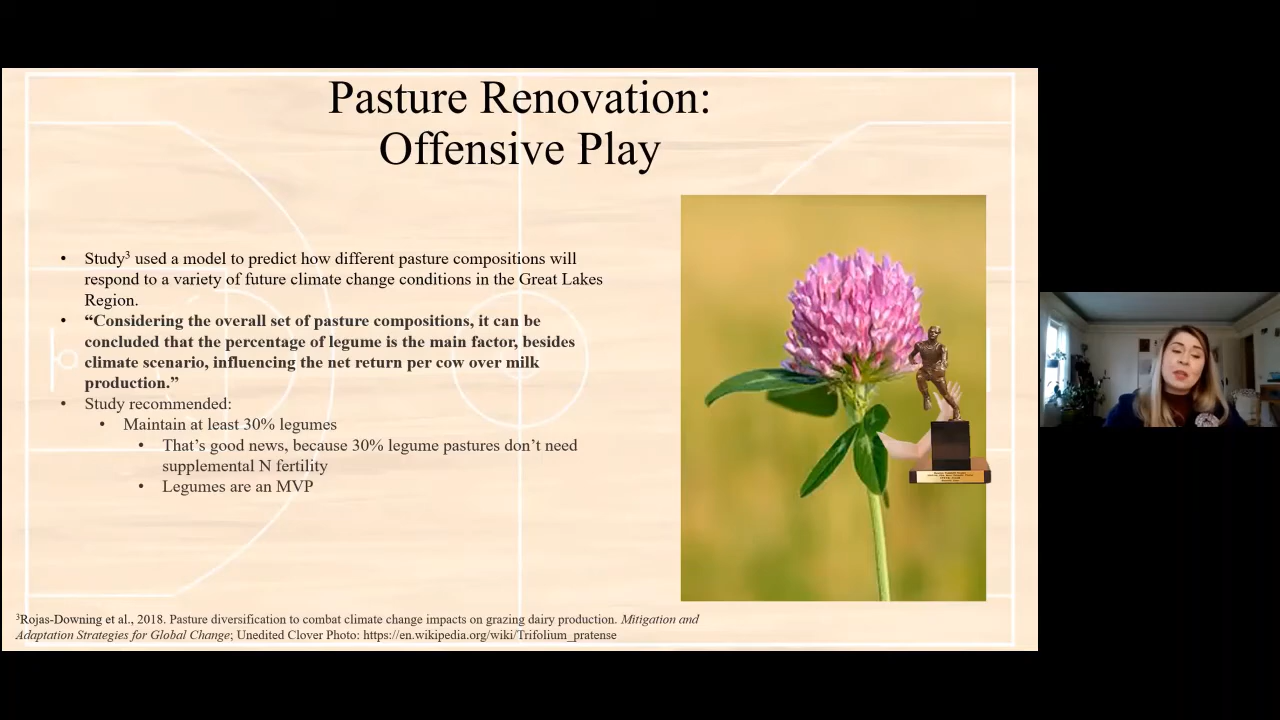 Pasture Renovation:
Offensive Play
• Study³ used a model to predict how different pasture compositions will
respond to a variety of future climate change conditions in the Great Lakes
Region.
• “Considering the overall set of pasture compositions, it can be
concluded that the percentage of legume is the main factor, besides
climate scenario, influencing the net return per cow over milk
production.”
• Study recommended:
• Maintain at least 30% legumes
• That’s good news, because 30% legume pastures don’t need
supplemental N fertility
• Legumes are an MVP
³Rojas-Downing et al., 2018. Pasture diversification to combat climate change impacts on grazing dairy production. Mitigation and
Adaptation Strategies for Global Change; Unedited Clover Photo: https://en.wikipedia.org/wiki/Trifolium_pratense